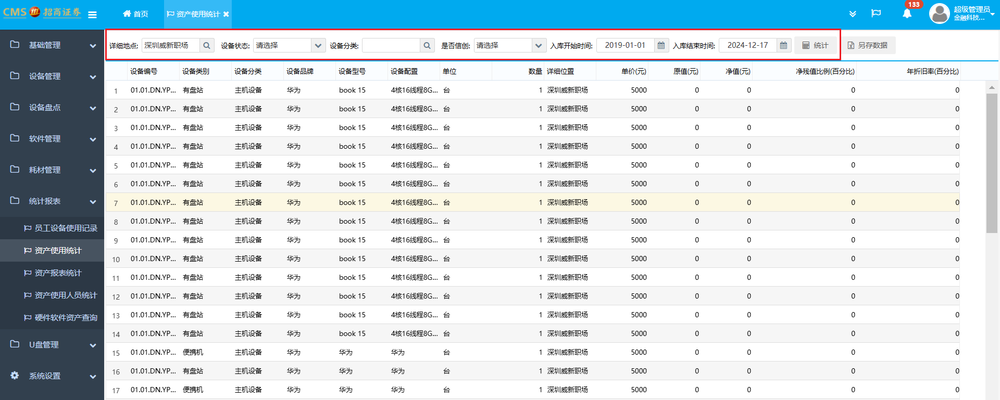 CMS 招商证券 首页 资产使用统计 133 超级管理员
金融科技...
基础管理
设备管理
设备盘点
软件管理
耗材管理
统计报表
员工设备使用记录
资产使用统计
资产报表统计
资产使用人员统计
硬件软件资产查询
U盘管理
系统设置
详细地点: 深圳威新职场 设备状态: 请选择 设备分类: 是否信创: 请选择 入库开始时间: 2019-01-01 入库结束时间: 2024-12-17 统计 另存数据
设备编号 设备类别 设备分类 设备品牌 设备型号 设备配置 单位 数量 详细位置 单价(元) 原值(元) 净值(元) 净残值比例(百分比) 年折旧率(百分比)
1 01.01.DN.YP... 有盘站 主机设备 华为 book 15 4核16线程8G... 台 1 深圳威新职场 5000 0 0 0 0
2 01.01.DN.YP... 有盘站 主机设备 华为 book 15 4核16线程8G... 台 1 深圳威新职场 5000 0 0 0 0
3 01.01.DN.YP... 有盘站 主机设备 华为 book 15 4核16线程8G... 台 1 深圳威新职场 5000 0 0 0 0
4 01.01.DN.YP... 有盘站 主机设备 华为 book 15 4核16线程8G... 台 1 深圳威新职场 5000 0 0 0 0
5 01.01.DN.YP... 有盘站 主机设备 华为 book 15 4核16线程8G... 台 1 深圳威新职场 5000 0 0 0 0
6 01.01.DN.YP... 有盘站 主机设备 华为 book 15 4核16线程8G... 台 1 深圳威新职场 5000 0 0 0 0
7 01.01.DN.YP... 有盘站 主机设备 华为 book 15 4核16线程8G... 台 1 深圳威新职场 5000 0 0 0 0
8 01.01.DN.YP... 有盘站 主机设备 华为 book 15 4核16线程8G... 台 1 深圳威新职场 5000 0 0 0 0
9 01.01.DN.YP... 有盘站 主机设备 华为 book 15 4核16线程8G... 台 1 深圳威新职场 5000 0 0 0 0
10 01.01.DN.YP... 有盘站 主机设备 华为 book 15 4核16线程8G... 台 1 深圳威新职场 5000 0 0 0 0
11 01.01.DN.YP... 有盘站 主机设备 华为 book 15 4核16线程8G... 台 1 深圳威新职场 5000 0 0 0 0
12 01.01.DN.YP... 有盘站 主机设备 华为 book 15 4核16线程8G... 台 1 深圳威新职场 5000 0 0 0 0
13 01.01.DN.YP... 有盘站 主机设备 华为 book 15 4核16线程8G... 台 1 深圳威新职场 5000 0 0 0 0
14 01.01.DN.YP... 有盘站 主机设备 华为 book 15 4核16线程8G... 台 1 深圳威新职场 5000 0 0 0 0
15 01.01.DN.YP... 便携机 主机设备 华为 华为 华为 台 1 深圳威新职场 5000 0 0 0 0
16 01.01.DN.YP... 有盘站 主机设备 华为 华为 华为 台 1 深圳威新职场 5000 0 0 0 0
17 01.01.DN.YP... 便携机 主机设备 华为 华为 华为 台 1 深圳威新职场 5000 0 0 0 0